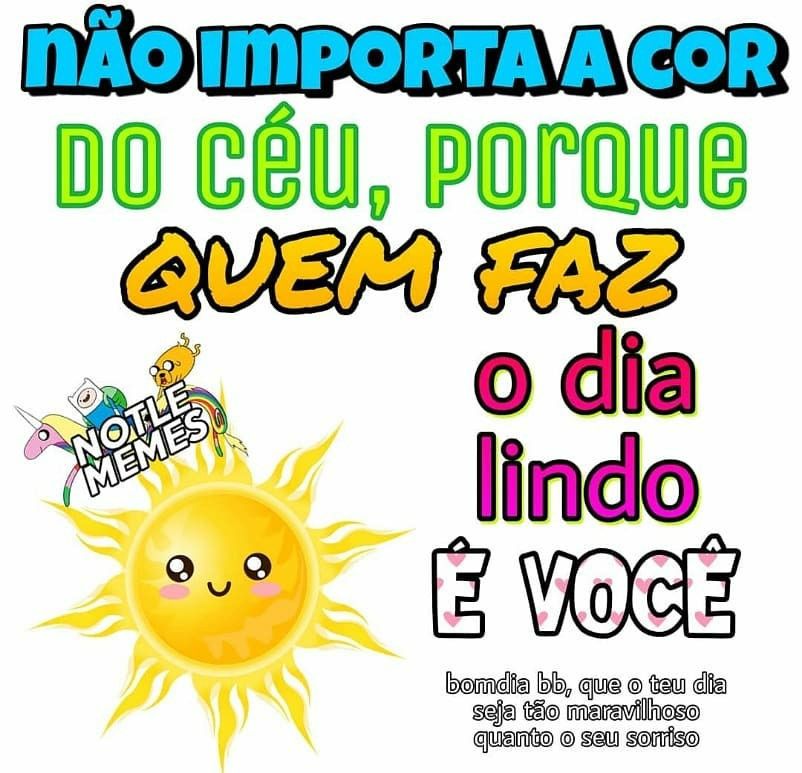 não importa a cor
Do céu, porque
QUEM FAZ
o dia
lindo
É VOCÊ
NOTLE
MEMES
bomdia bb, que o teu dia
seja tão maravilhoso
quanto o seu sorriso